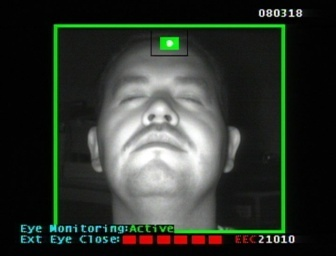 080318
Eye Monitoring:Active
Ext Eye Close: EEC21010